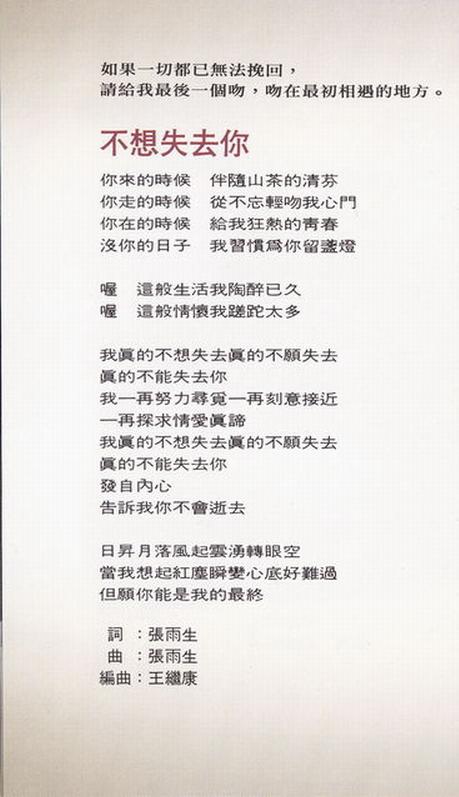 如果一切都已無法挽回，
請給我最後一個吻，吻在最初相遇的地方。
不想失去你
你來的時候　伴隨山茶的清芬
你走的時候　從不忘輕吻我心門
你在的時候　給我狂熱的青春
沒你的日子　我習慣爲你留盞燈
喔　這般生活我陶醉已久
喔　這般情懷我蹉跎太多
我眞的不想失去眞的不願失去
眞的不能失去你
我一再努力尋覓一再刻意接近
一再探求情愛眞諦
我眞的不想失去眞的不願失去
眞的不能失去你
發自內心
告訴我你不會逝去
日昇月落風起雲湧轉眼空
當我想起紅塵瞬變心底好難過
但願你能是我的最終
詞：張雨生
曲：張雨生
編曲：王繼康